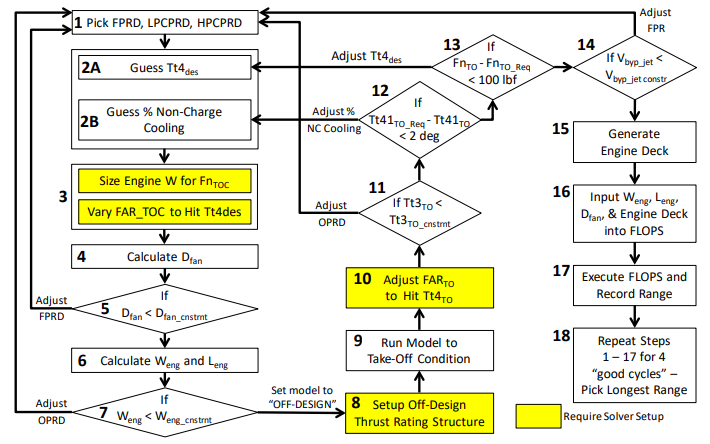 1 Pick FPRD, LPCPRD, HPCPRD
2A Guess Tt4des
2B Guess % Non-Charge
Cooling
3
Size Engine W for FnTOC
Vary FAR_TOC to Hit Tt4des
4 Calculate Dfan
Adjust
FPRD
5
If
Dfan < Dfan_cnstrnt
6 Calculate Weng and Leng
Adjust
OPRD
7
If
Weng < Weng_cnstrnt
Set model to
"OFF-DESIGN"
8 Setup Off-Design
Thrust Rating Structure
9 Run Model to
Take-Off Condition
10 Adjust FARTO
to Hit Tt4TO
11
If Tt3TO <
Tt3TO_cnstrnt
Adjust
OPRD
12
If
Tt41TO_Req - Tt41TO
< 2 deg
Adjust %
NC Cooling
13
If
FnTO - FnTO_Req
< 100 lbf
Adjust Tt4des
14
If Vbyp_jet <
Vbyp_jet constr
Adjust
FPR
15
Generate
Engine Deck
16
Input Weng, Leng,
Dfan, & Engine Deck
into FLOPS
17
Execute FLOPS and
Record Range
18
Repeat Steps
1 – 17 for 4
"good cycles" –
Pick Longest Range
Require Solver Setup